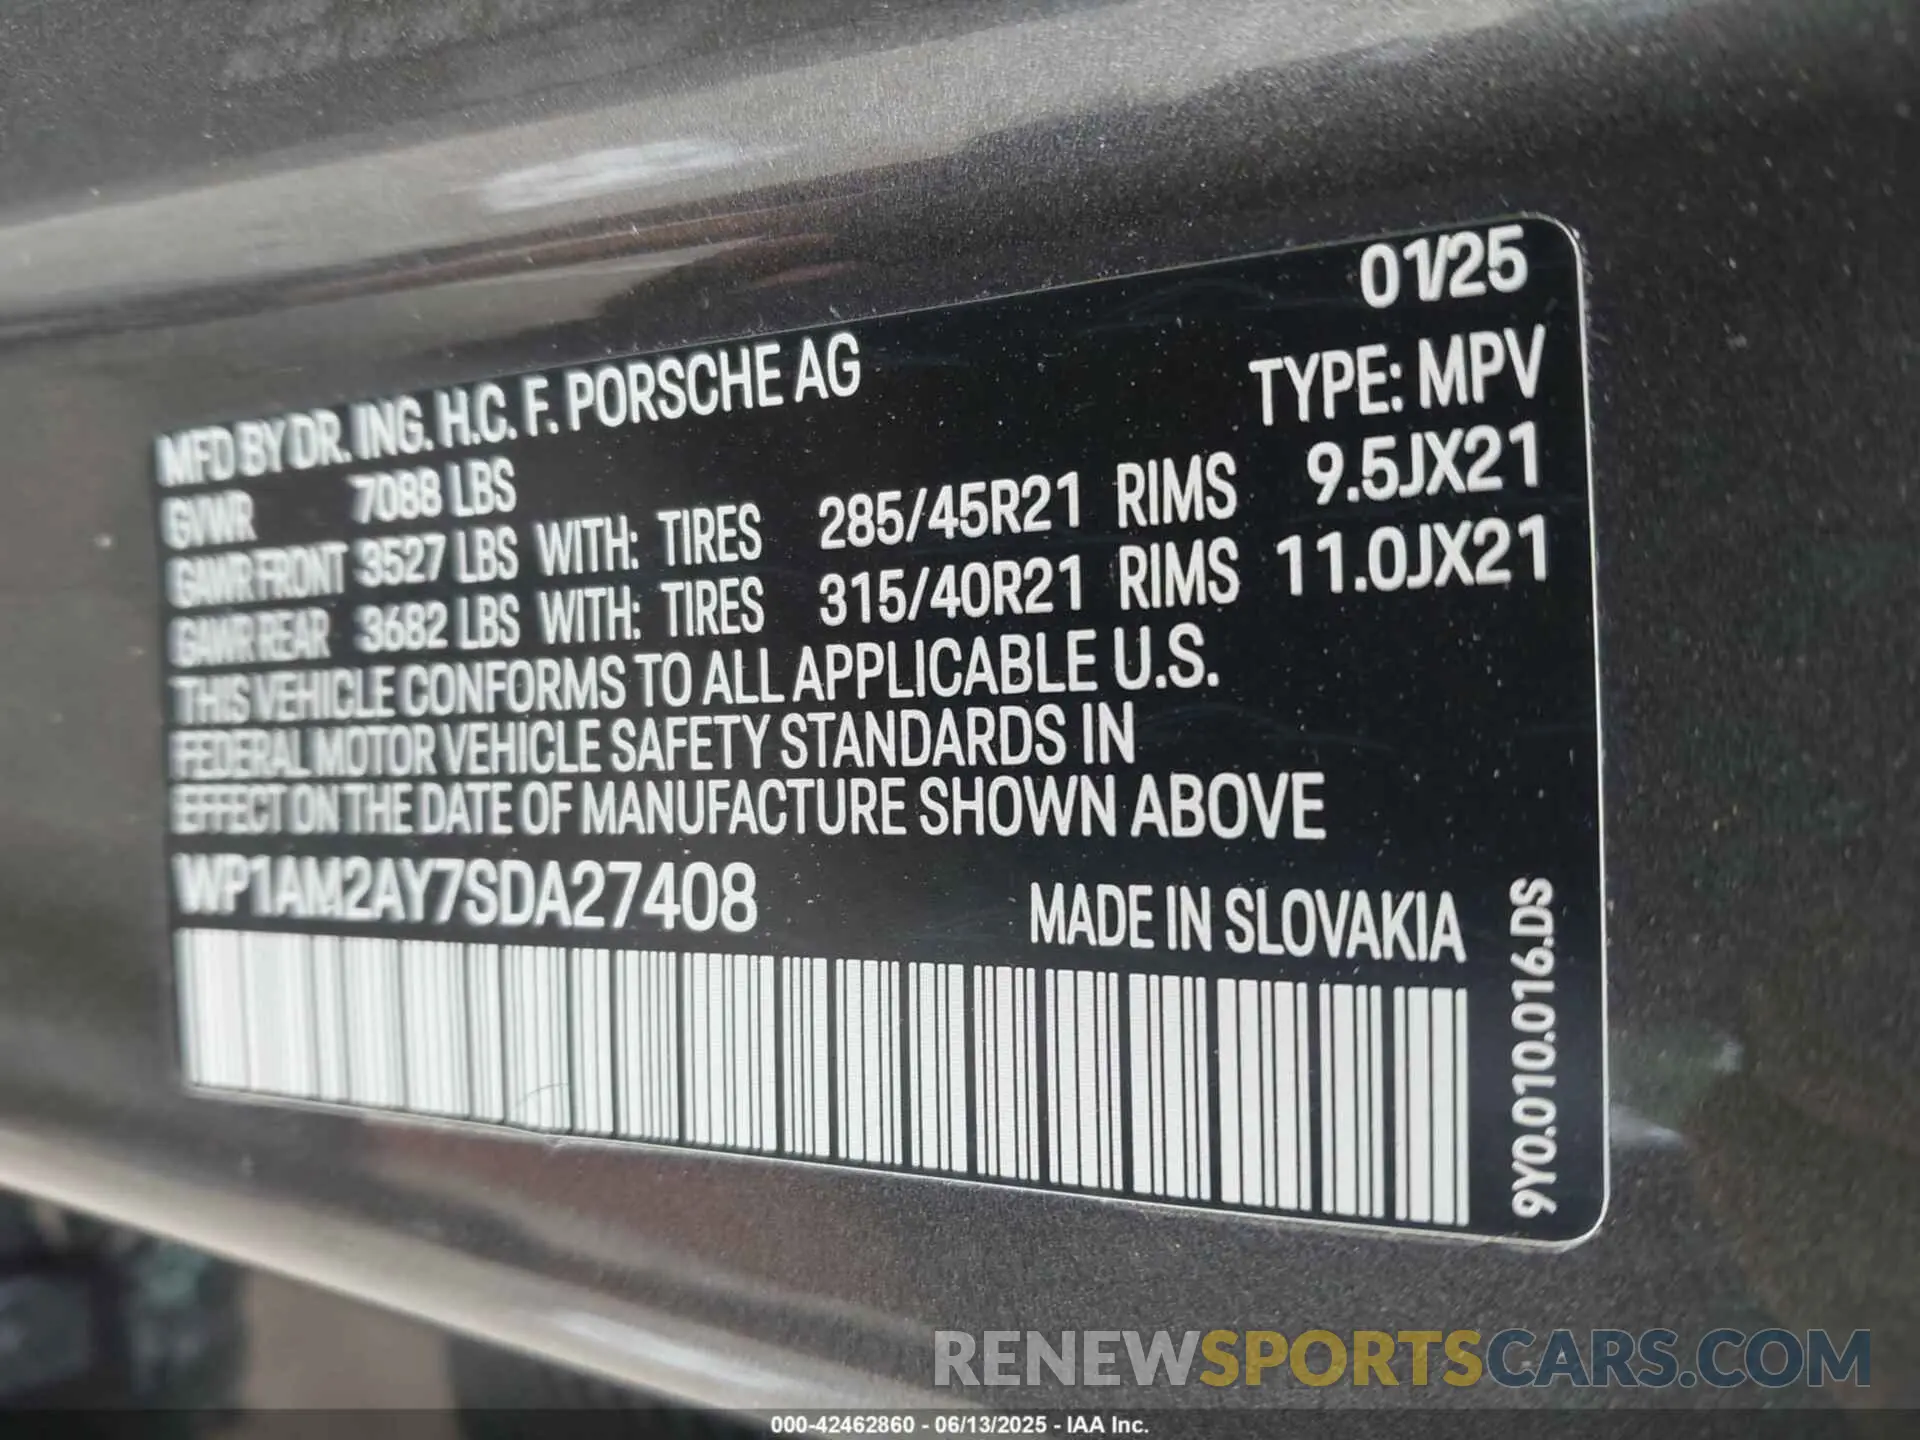 01/25
MFD BY DR. ING. H.C. F. PORSCHE AG TYPE: MPV
GVWR 7088 LBS
GAWR FRONT 3527 LBS WITH: TIRES 285/45R21 RIMS 9.5JX21
GAWR REAR 3682 LBS WITH: TIRES 315/40R21 RIMS 11.0JX21
THIS VEHICLE CONFORMS TO ALL APPLICABLE U.S.
FEDERAL MOTOR VEHICLE SAFETY STANDARDS IN
EFFECT ON THE DATE OF MANUFACTURE SHOWN ABOVE
WP1AM2AY7SDA27408
MADE IN SLOVAKIA
9Y0.010.016.DS
RENEWSPORTSCARS.COM
000-42462860 - 06/13/2025 - IAA Inc.